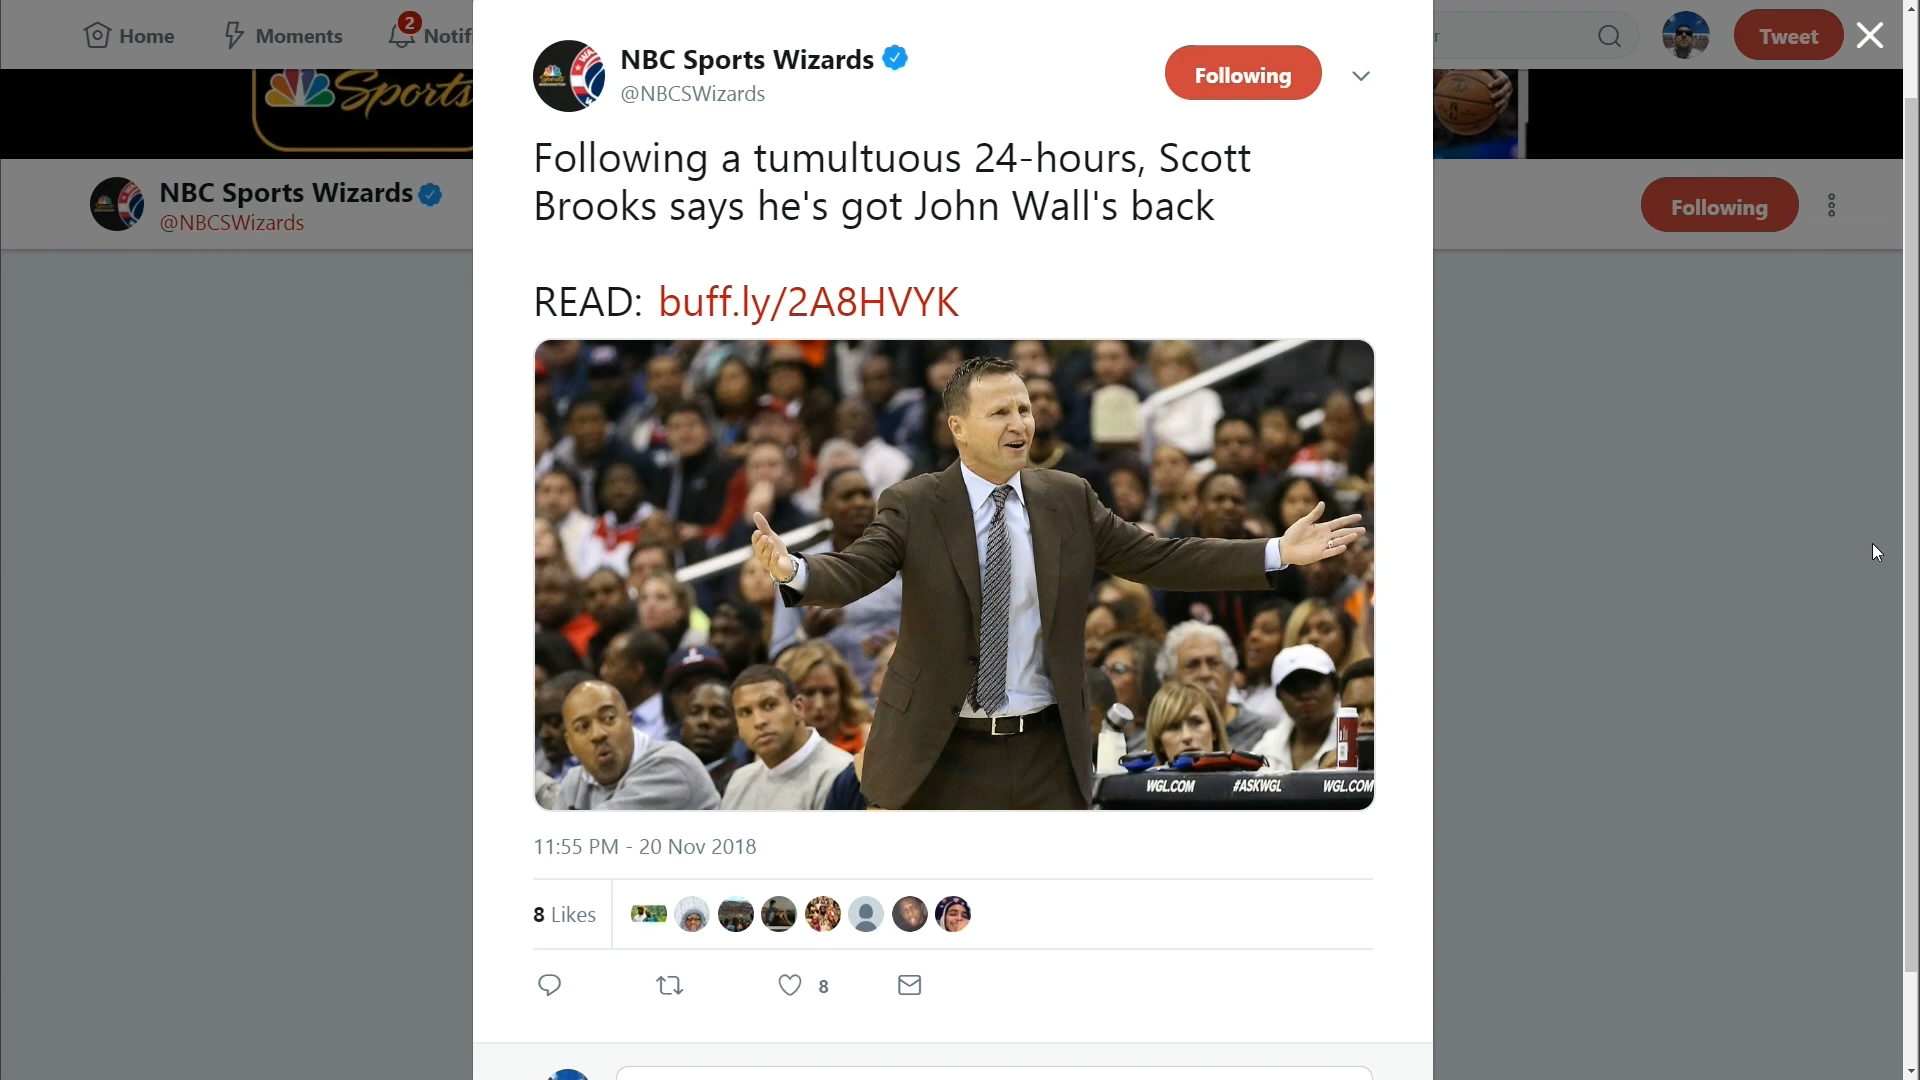 Home
Moments
2
Notif
r
Tweet
Sports
NBC Sports Wizards
@NBCSWizards
Following
NBC Sports Wizards
@NBCSWizards
Following
Following a tumultuous 24-hours, Scott
Brooks says he's got John Wall's back
READ: buff.ly/2A8HVYK
WGL.COM #ASKWGL WGL.COM
11:55 PM - 20 Nov 2018
8 Likes
8